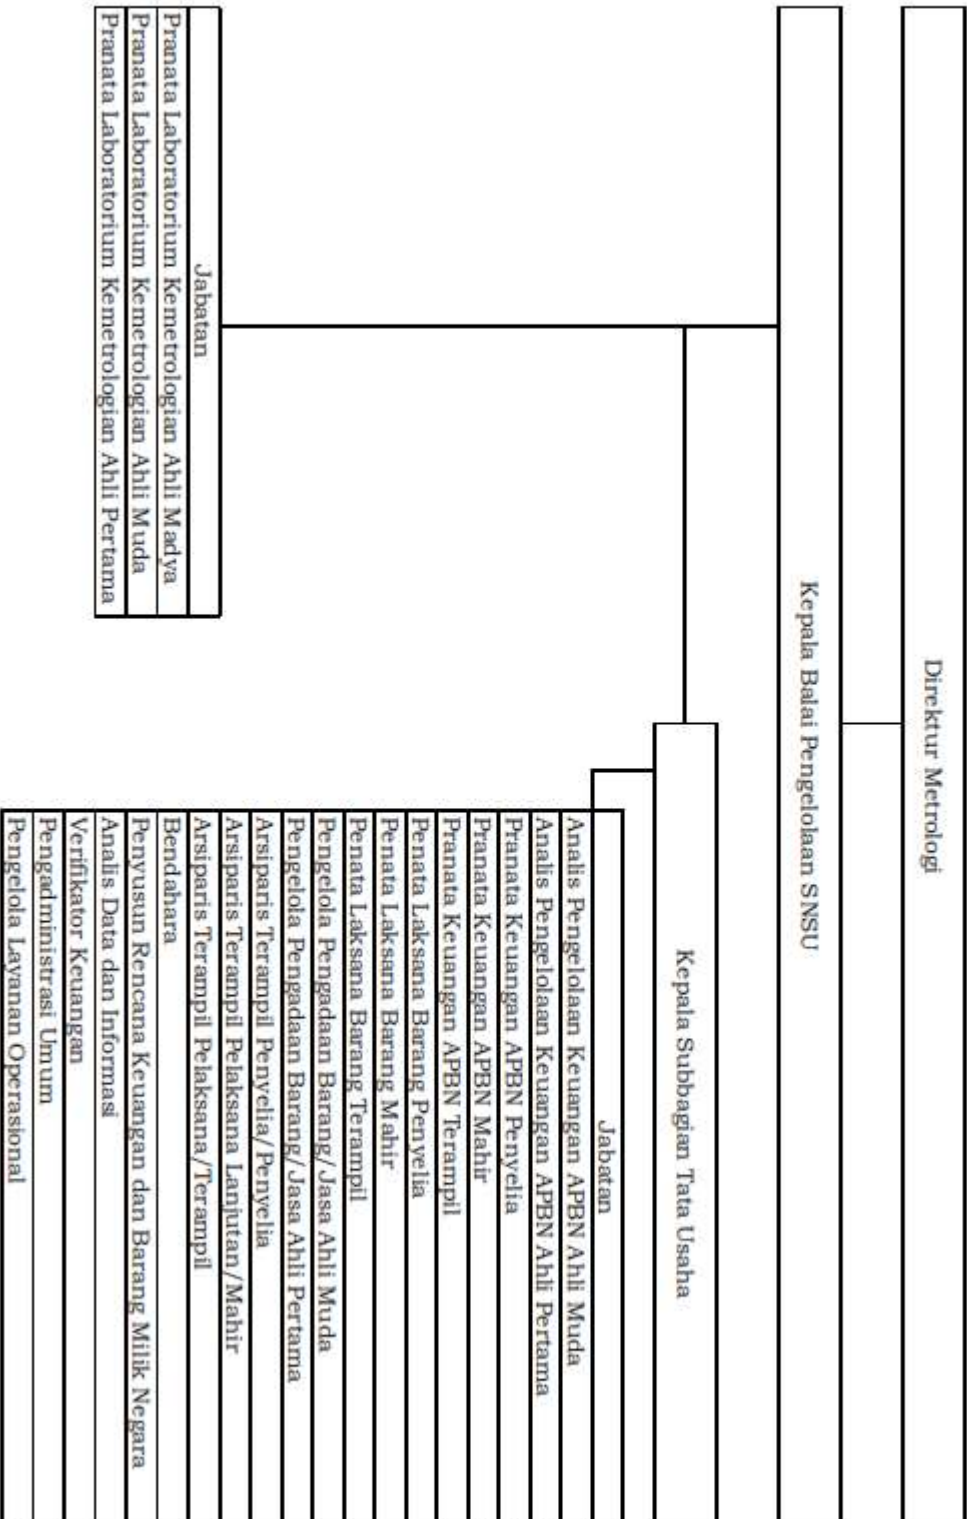 Direktur Metrologi
Kepala Balai Pengelolaan SNSU
Kepala Subbagian Tata Usaha
Jabatan
Analis Pengelolaan Keuangan APBN Ahli Muda
Analis Pengelolaan Keuangan APBN Ahli Pertama
Pranata Keuangan APBN Penyelia
Pranata Keuangan APBN Mahir
Pranata Keuangan APBN Terampil
Penata Laksana Barang Penyelia
Penata Laksana Barang Mahir
Penata Laksana Barang Terampil
Pengelola Pengadaan Barang/Jasa Ahli Muda
Pengelola Pengadaan Barang/Jasa Ahli Pertama
Arsiparis Terampil Penyelia/Penyelia
Arsiparis Terampil Pelaksana Lanjutan/Mahir
Arsiparis Terampil Pelaksana/Terampil
Bendahara
Penyusun Rencana Keuangan dan Barang Milik Negara
Analis Data dan Informasi
Verifikator Keuangan
Pengadministrasi Umum
Pengelola Layanan Operasional
Jabatan
Pranata Laboratorium Kemetrologian Ahli Madya
Pranata Laboratorium Kemetrologian Ahli Muda
Pranata Laboratorium Kemetrologian Ahli Pertama